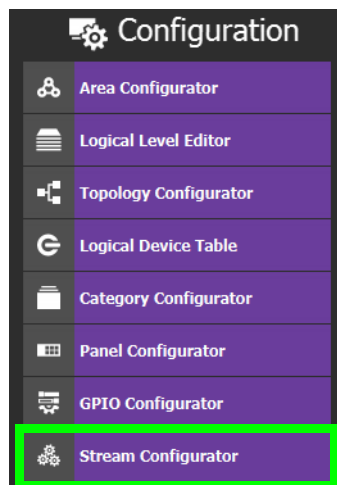 Configuration
Area Configurator
Logical Level Editor
Topology Configurator
Logical Device Table
Category Configurator
Panel Configurator
GPIO Configurator
Stream Configurator